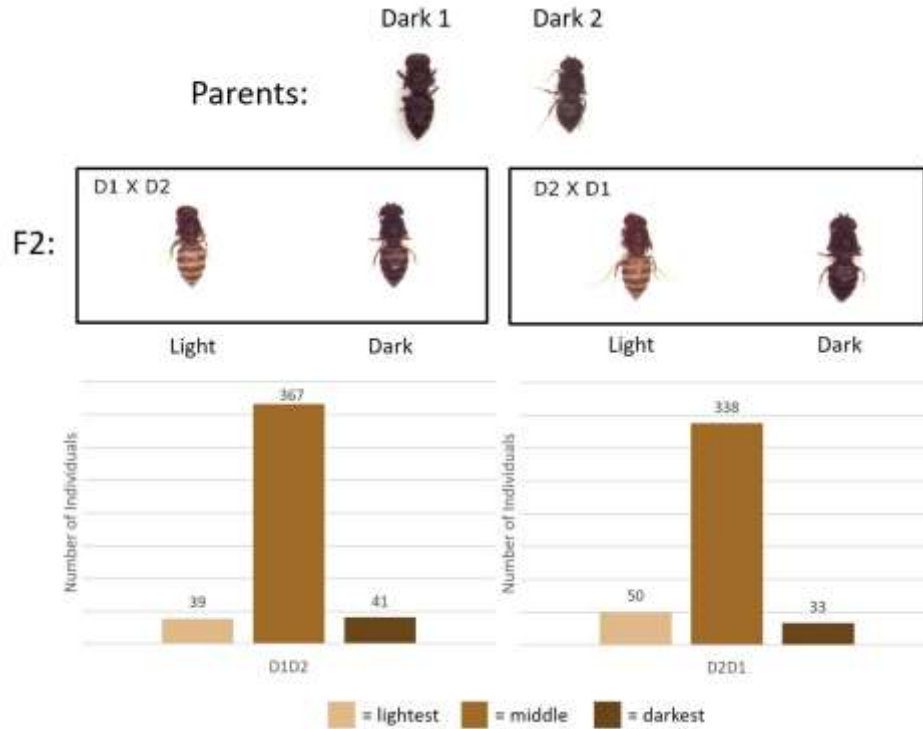 Dark 1 Dark 2
Parents:
D1 X D2
D2 X D1
F2:
Light Dark
Light Dark
Number of Individuals
367
39
41
D1D2
Number of Individuals
338
50
33
D2D1
= lightest = middle = darkest